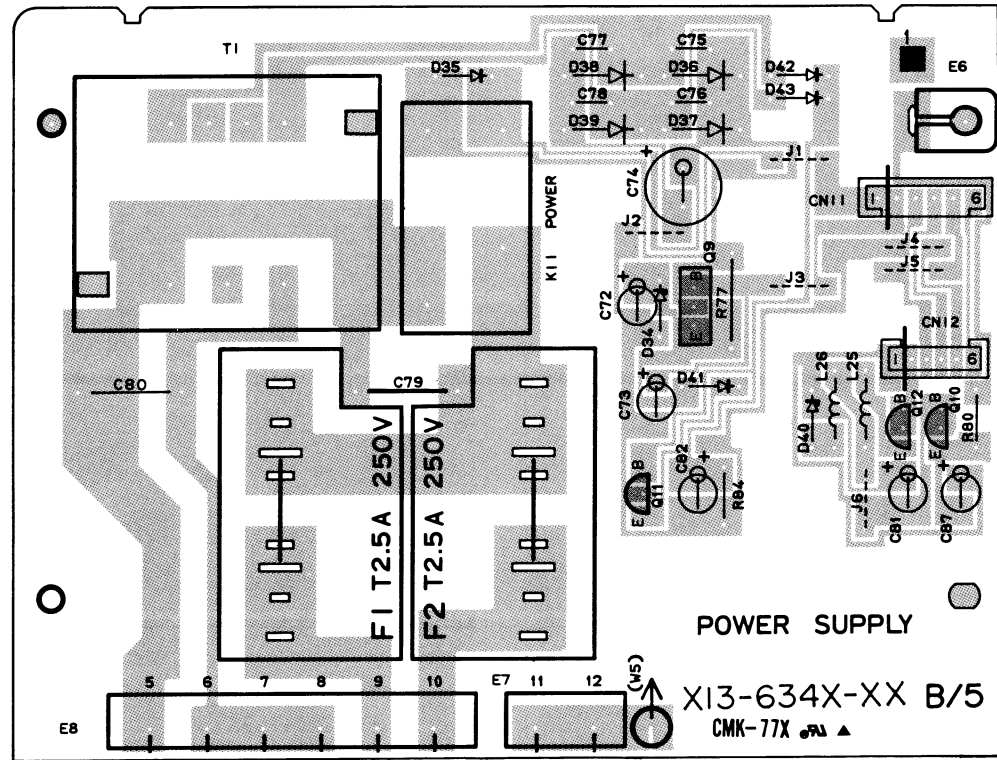 T1
C77
C75
1
E6
D35
D38
D36
D42
C78
C76
D43
D39
D37
+
C74
J1
CN11
1
6
POWER
K11
J2
J4
J5
Q9
B
E
+
C72
D34
R77
J3
CN12
1
6
C80
C79
C73
+
D41
L26
L25
D40
B
Q12
E
B
Q10
E
R80
F1 T2.5A 250V
F2 T2.5A 250V
B
Q11
E
C82
+
R84
J6
+
C81
+
C87
POWER SUPPLY
5
6
7
8
9
10
E7
11
12
(W5)
E8
X13-634X-XX B/5
CMK-77X